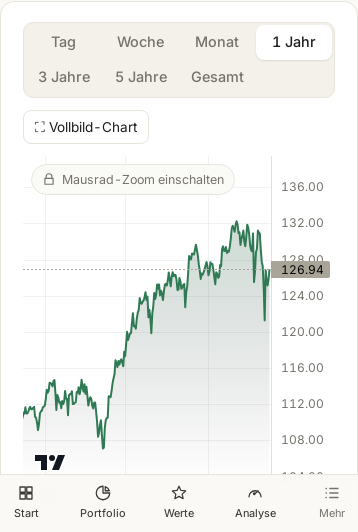 Tag Woche Monat 1 Jahr
3 Jahre 5 Jahre Gesamt
Vollbild-Chart
Mausrad-Zoom einschalten
136.00
132.00
128.00
126.94
124.00
120.00
116.00
112.00
108.00
104.00
Start Portfolio Werte Analyse Mehr